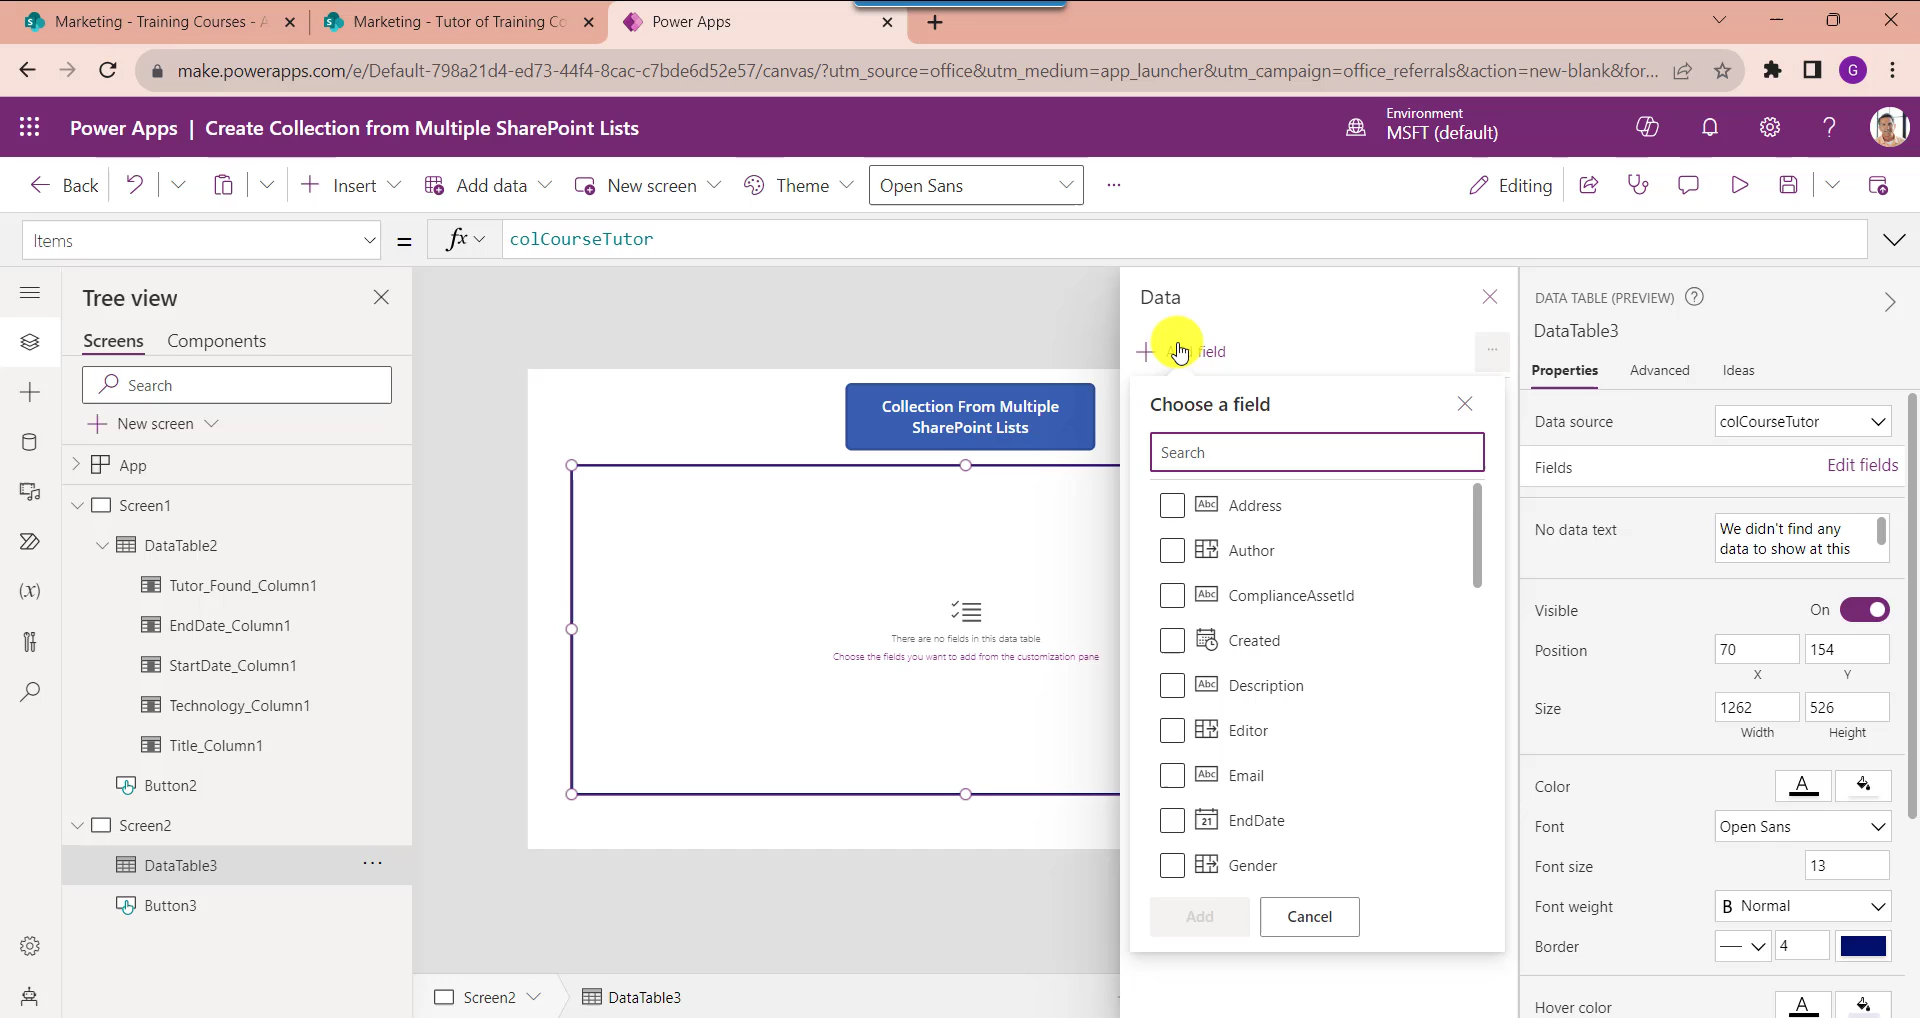 Marketing - Training Courses - A
Marketing - Tutor of Training Co
Power Apps
make.powerapps.com/e/Default-798a21d4-ed73-44f4-8cac-c7bde6d52e57/canvas/?utm_source=office&utm_medium=app_launcher&utm_campaign=office_referrals&action=new-blank&for...
G
Power Apps | Create Collection from Multiple SharePoint Lists
Environment
MSFT (default)
Back
Insert
Add data
New screen
Theme
Open Sans
...
Editing
Items
=
fx
colCourseTutor
Tree view
Screens
Components
Search
New screen
App
Screen1
DataTable2
Tutor_Found_Column1
EndDate_Column1
StartDate_Column1
Technology_Column1
Title_Column1
Button2
Screen2
DataTable3
...
Button3
Collection From Multiple
SharePoint Lists
There are no fields in this data table
Choose the fields you want to add from the customization pane
Screen2
DataTable3
Data
field
...
Choose a field
Search
Abc Address
Author
Abc ComplianceAssetId
Created
Abc Description
Editor
Abc Email
21 EndDate
Gender
Add
Cancel
DATA TABLE (PREVIEW)
DataTable3
Properties
Advanced
Ideas
Data source
colCourseTutor
Fields
Edit fields
No data text
We didn't find any
data to show at this
Visible
On
Position
70
154
X
Y
Size
1262
526
Width
Height
Color
A
Font
Open Sans
Font size
13
Font weight
B Normal
Border
4
Hover color
A